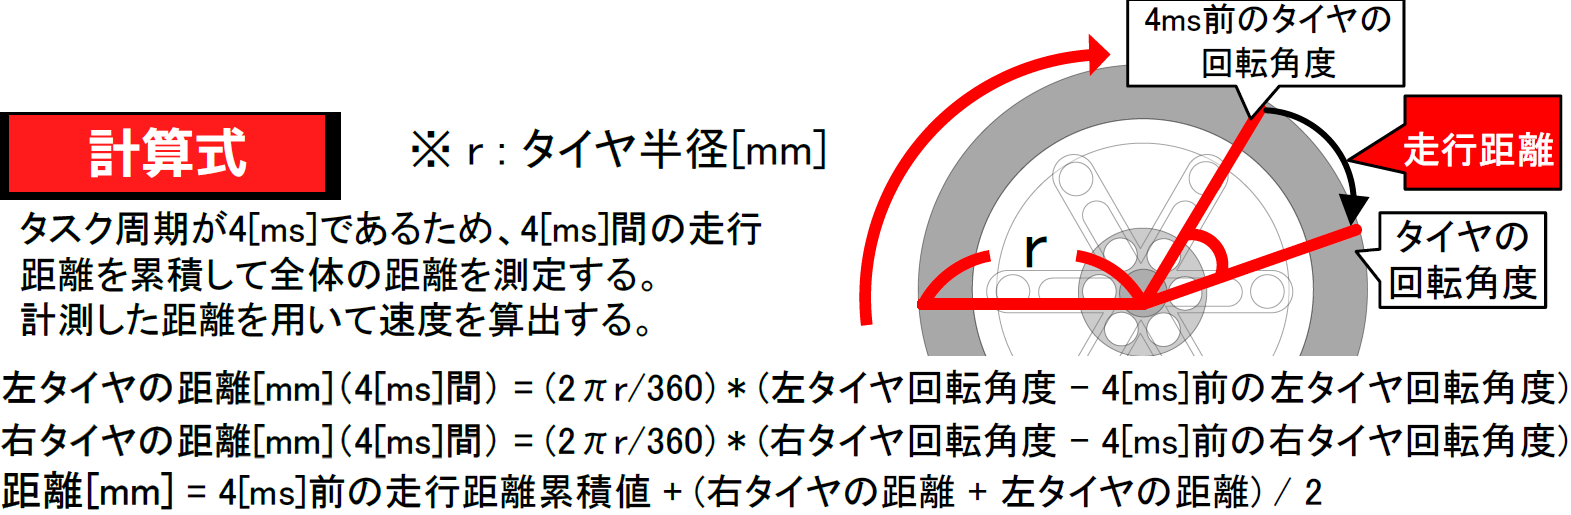 4ms前のタイヤの
回転角度
計算式
※ r : タイヤ半径[mm]
走行距離
タスク周期が4[ms]であるため、4[ms]間の走行
距離を累積して全体の距離を測定する。
計測した距離を用いて速度を算出する。
r
タイヤの
回転角度
左タイヤの距離[mm](4[ms]間) = (2πr/360) * (左タイヤ回転角度 - 4[ms]前の左タイヤ回転角度)
右タイヤの距離[mm](4[ms]間) = (2πr/360) * (右タイヤ回転角度 - 4[ms]前の右タイヤ回転角度)
距離[mm] = 4[ms]前の走行距離累積値 + (右タイヤの距離 + 左タイヤの距離) / 2